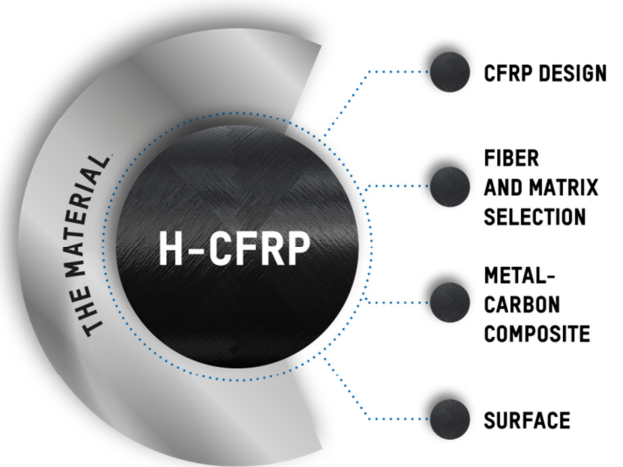 THE MATERIAL
H-CFRP
CFRP DESIGN
FIBER
AND MATRIX
SELECTION
METAL-
CARBON
COMPOSITE
SURFACE